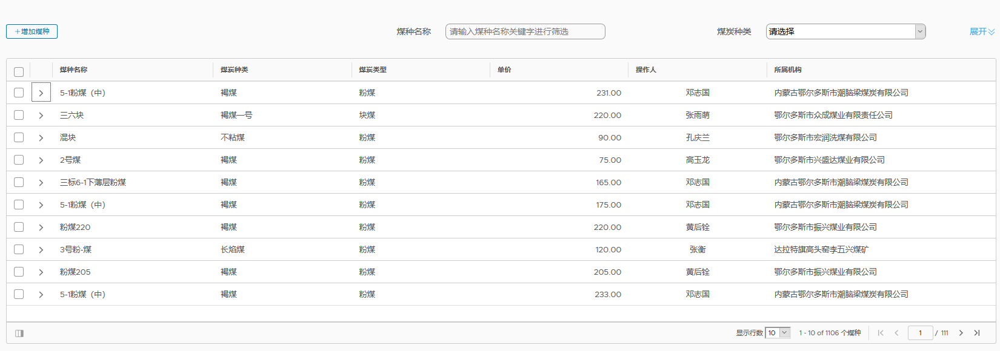 +增加煤种 煤种名称 请输入煤种名称关键字进行筛选 煤炭种类 请选择 展开
煤种名称 煤炭种类 煤炭类型 单价 操作人 所属机构
5-1粉煤（中） 褐煤 粉煤 231.00 邓志国 内蒙古鄂尔多斯市潮脑梁煤炭有限公司
三六块 褐煤一号 块煤 220.00 张雨萌 鄂尔多斯市众成煤业有限责任公司
混块 不粘煤 粉煤 90.00 孔庆兰 鄂尔多斯市宏润洗煤有限公司
2号煤 褐煤 粉煤 75.00 高玉龙 鄂尔多斯市兴盛达煤业有限公司
三标6-1下薄层粉煤 褐煤 粉煤 165.00 邓志国 内蒙古鄂尔多斯市潮脑梁煤炭有限公司
5-1粉煤（中） 褐煤 粉煤 175.00 邓志国 内蒙古鄂尔多斯市潮脑梁煤炭有限公司
粉煤220 褐煤 粉煤 220.00 黄后铨 鄂尔多斯市振兴煤业有限公司
3号粉-煤 长焰煤 粉煤 120.00 张衡 达拉特旗高头窑李五兴煤矿
粉煤205 褐煤 粉煤 205.00 黄后铨 鄂尔多斯市振兴煤业有限公司
5-1粉煤（中） 褐煤 粉煤 233.00 邓志国 内蒙古鄂尔多斯市潮脑梁煤炭有限公司
显示行数 10 1 - 10 of 1106 个煤种 1 / 111